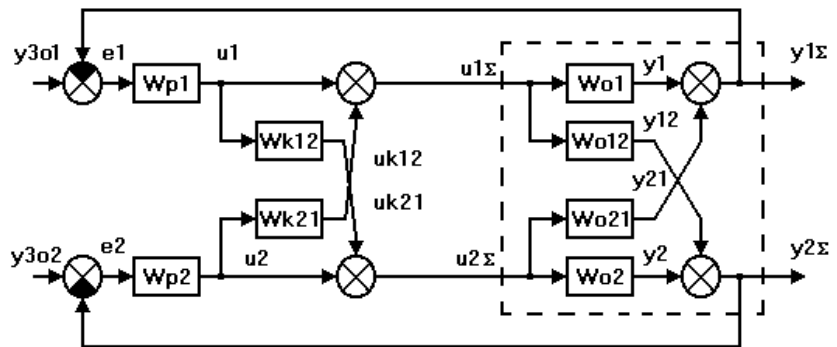 y3o1 e1 Wp1 u1 u1Σ Wo1 y1 y1Σ
Wk12 uk12 Wo12 y12
Wk21 uk21 Wo21 y21
y3o2 e2 Wp2 u2 u2Σ Wo2 y2 y2Σ